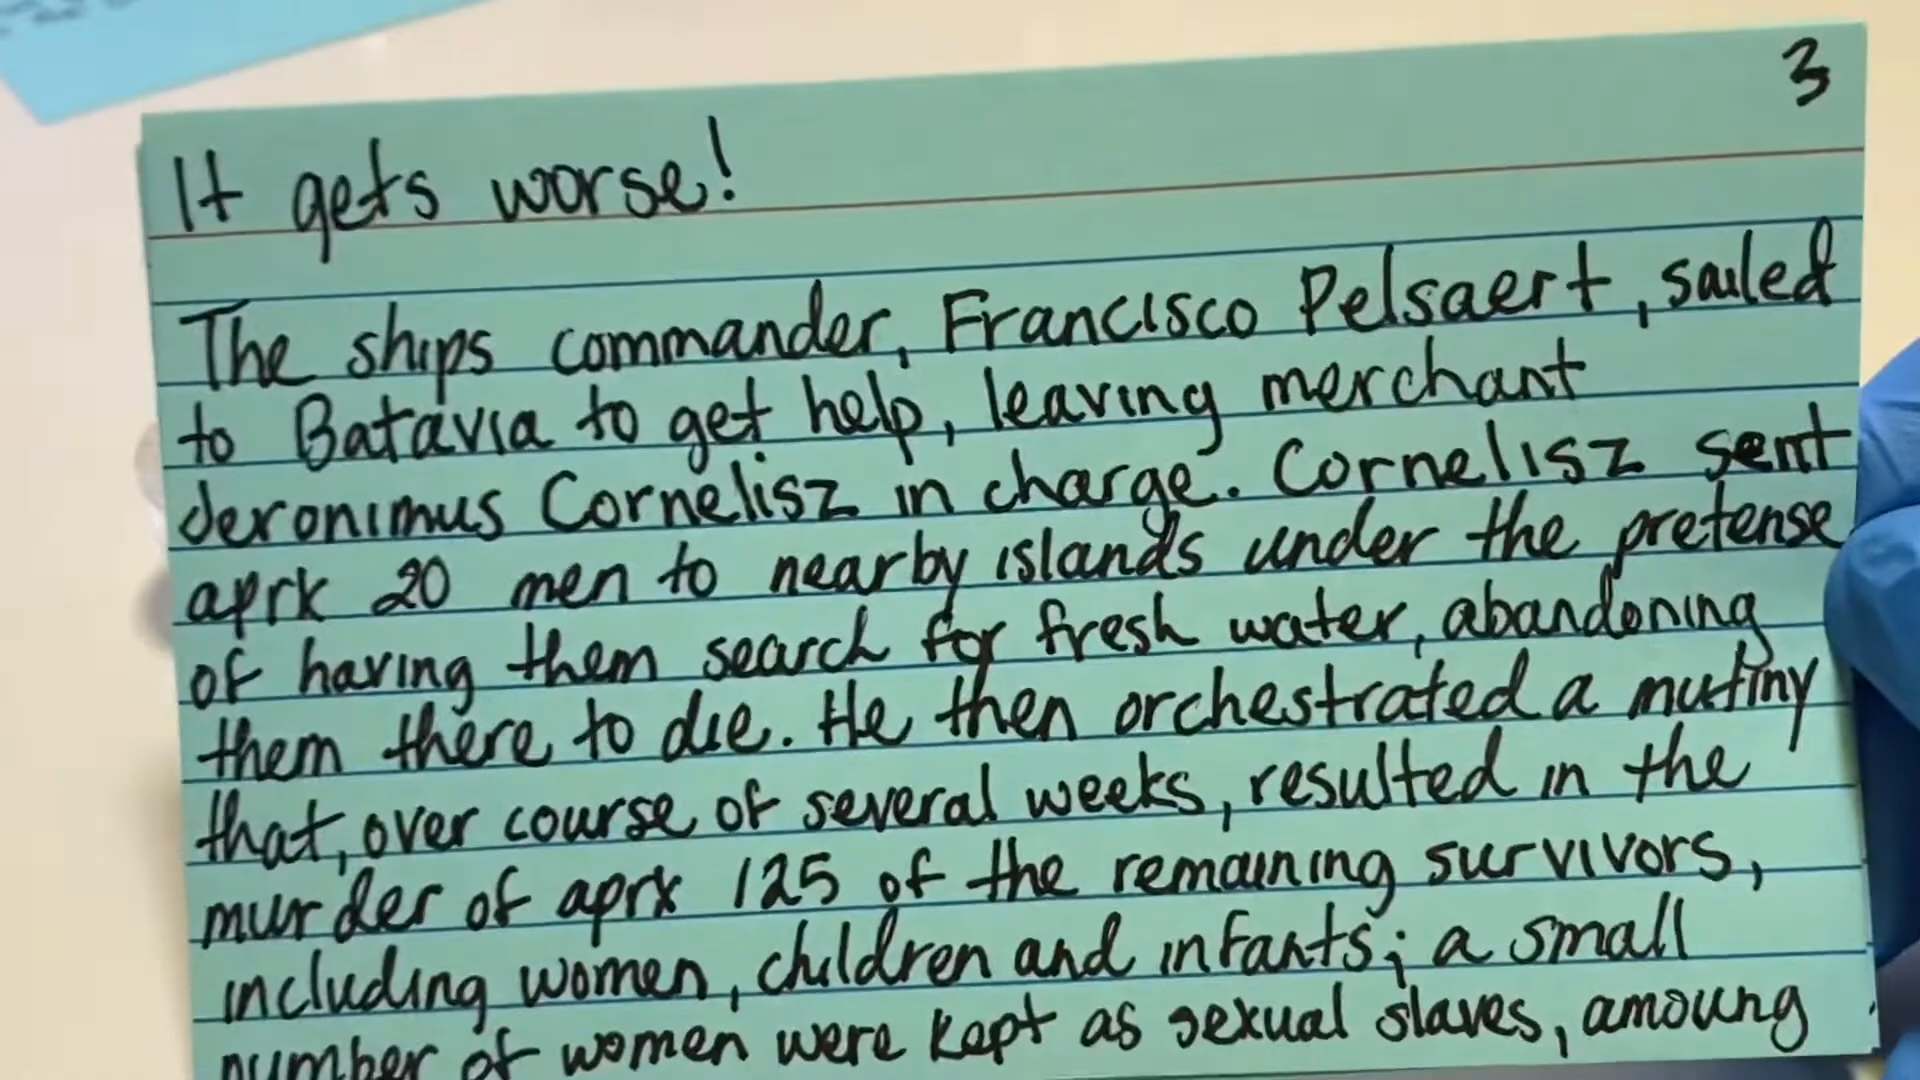 3
It gets worse!
The ships commander, Francisco Pelsaert, sailed
to Batavia to get help, leaving merchant
Jeronimus Cornelisz in charge. Cornelisz sent
aprx 20 men to nearby islands under the pretense
of having them search for fresh water, abandoning
them there to die. He then orchestrated a mutiny
that, over course of several weeks, resulted in the
murder of aprx 125 of the remaining survivors,
including women, children and infants; a small
number of women were kept as sexual slaves, amoung